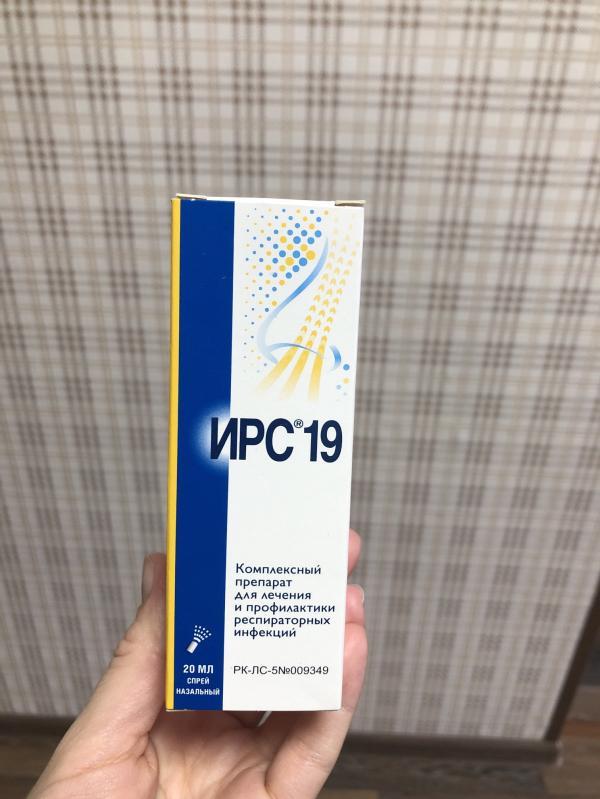 ИРС®19
Комплексный
препарат
для лечения
и профилактики
респираторных
инфекций
20 МЛ
СПРЕЙ
НАЗАЛЬНЫЙ
РК-ЛС-5№009349